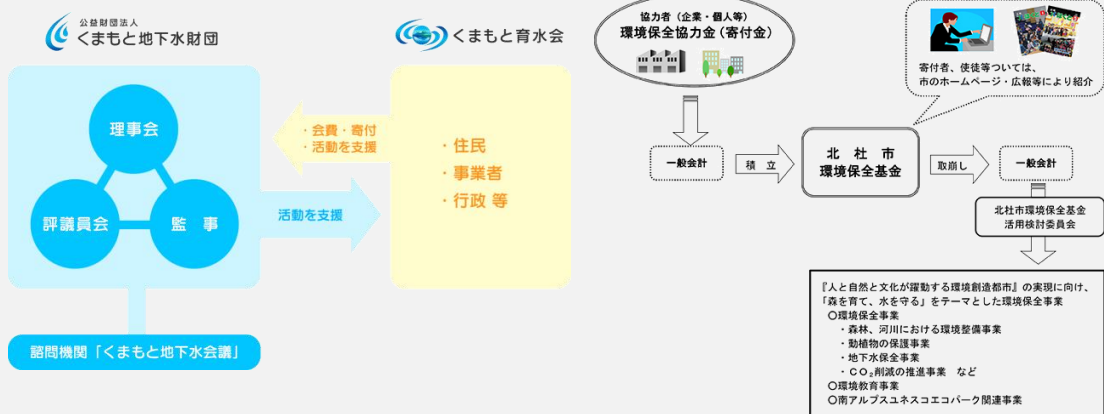 公益財団法人
くまもと地下水財団
理事会
評議員会
監 事
諮問機関「くまもと地下水会議」
・会費・寄付
・活動を支援
活動を支援
くまもと育水会
・住民
・事業者
・行政 等
協力者（企業・個人等）
環境保全協力金（寄付金）
寄付者、使徒等ついては、
市のホームページ・広報等により紹介
一般会計
積 立
北 杜 市
環境保全基金
取崩し
一般会計
北杜市環境保全基金
活用検討委員会
『人と自然と文化が躍動する環境創造都市』の実現に向け、
「森を育て、水を守る」をテーマとした環境保全事業
〇環境保全事業
・森林、河川における環境整備事業
・動植物の保護事業
・地下水保全事業
・ＣＯ₂削減の推進事業 など
〇環境教育事業
〇南アルプスユネスコエコパーク関連事業